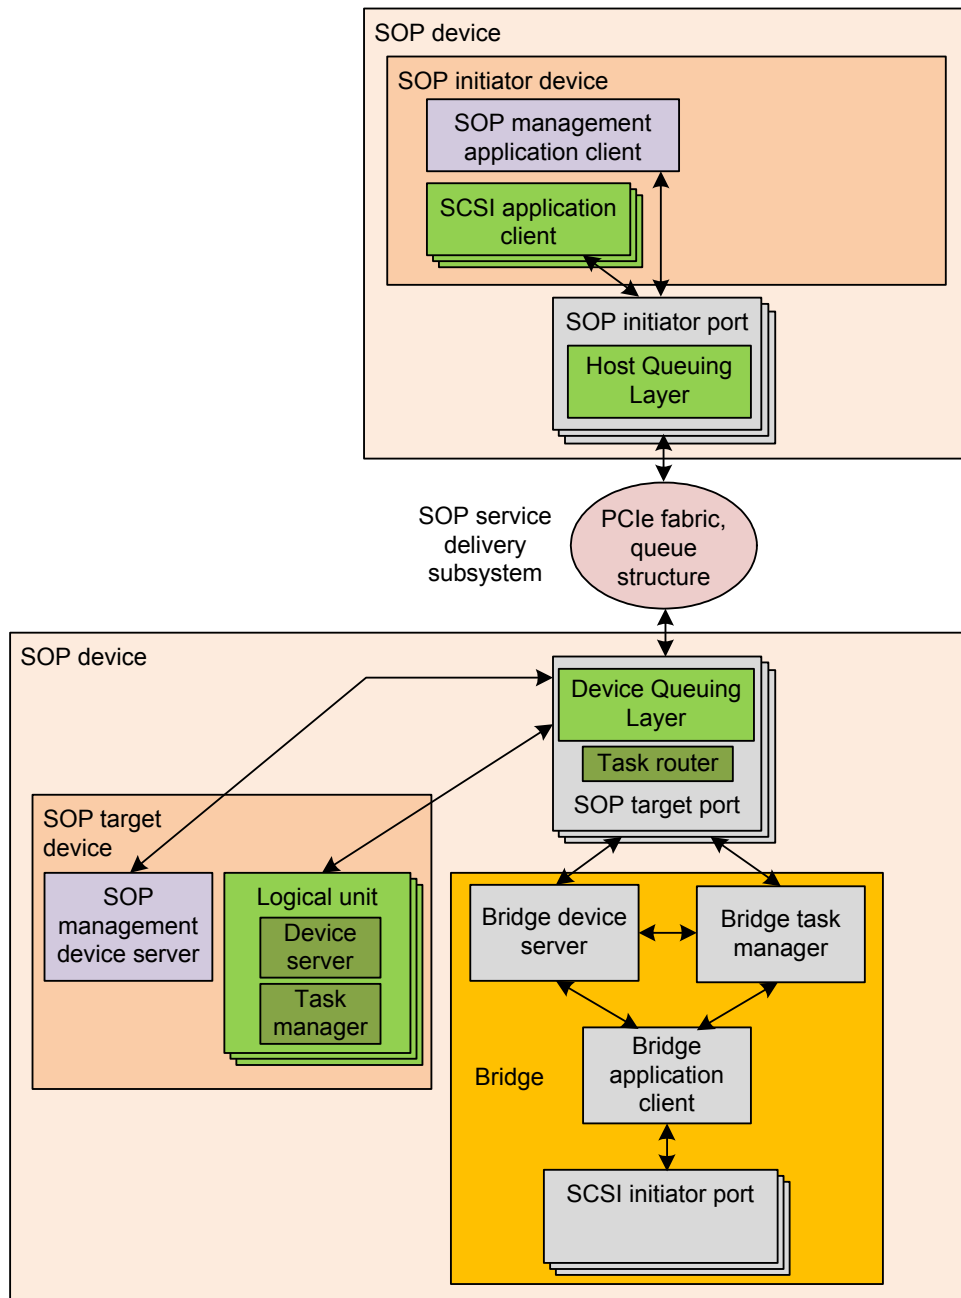 SOP device
SOP initiator device
SOP management
application client
SCSI application
client
SOP initiator port
Host Queuing
Layer
SOP service
delivery
subsystem
PCIe fabric,
queue
structure
SOP device
Device Queuing
Layer
Task router
SOP target port
SOP target
device
SOP
management
device server
Logical unit
Device
server
Task
manager
Bridge device
server
Bridge task
manager
Bridge
Bridge
application
client
SCSI initiator port